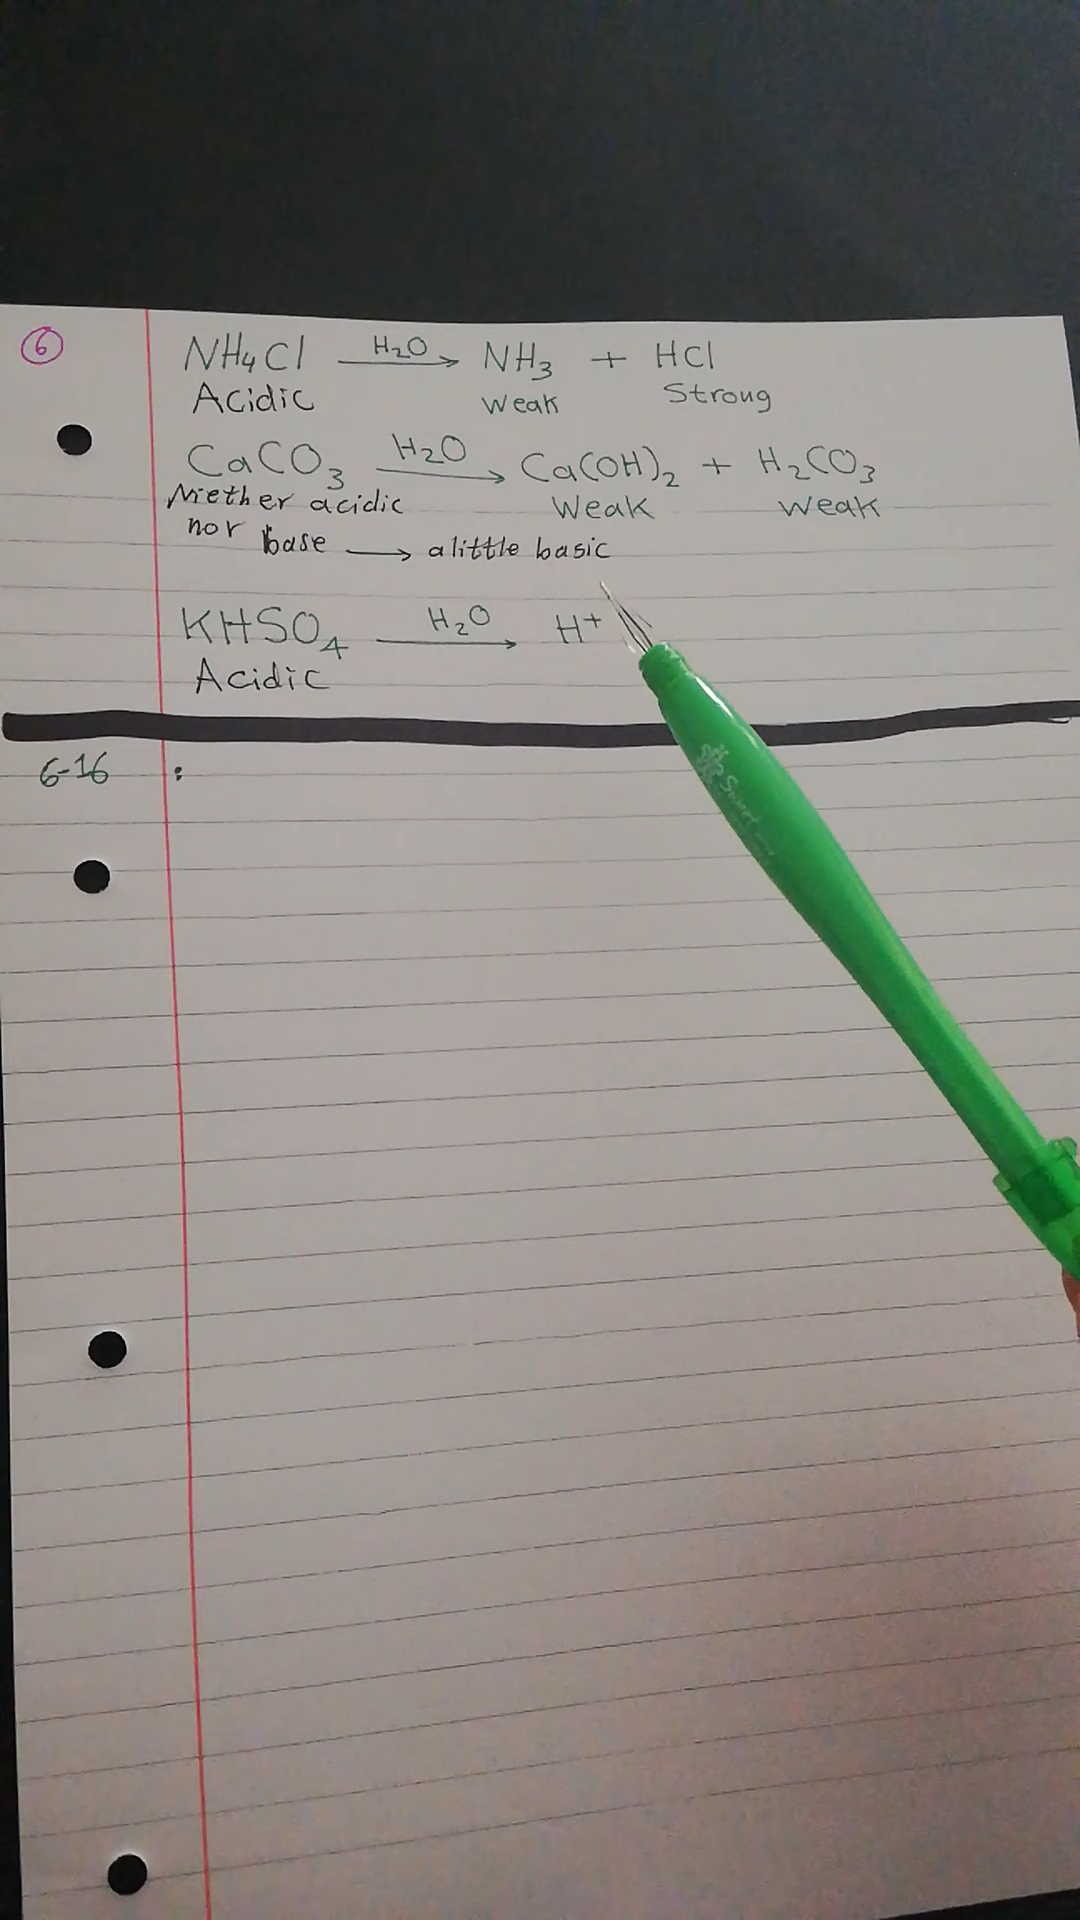 6
NH₄Cl H₂O → NH₃ + HCl
Acidic weak Strong
CaCO₃ H₂O → Ca(OH)₂ + H₂CO₃
Niether acidic Weak weak
nor base → alittle basic
KHSO₄ H₂O → H+
Acidic
6-16 :
Sweet